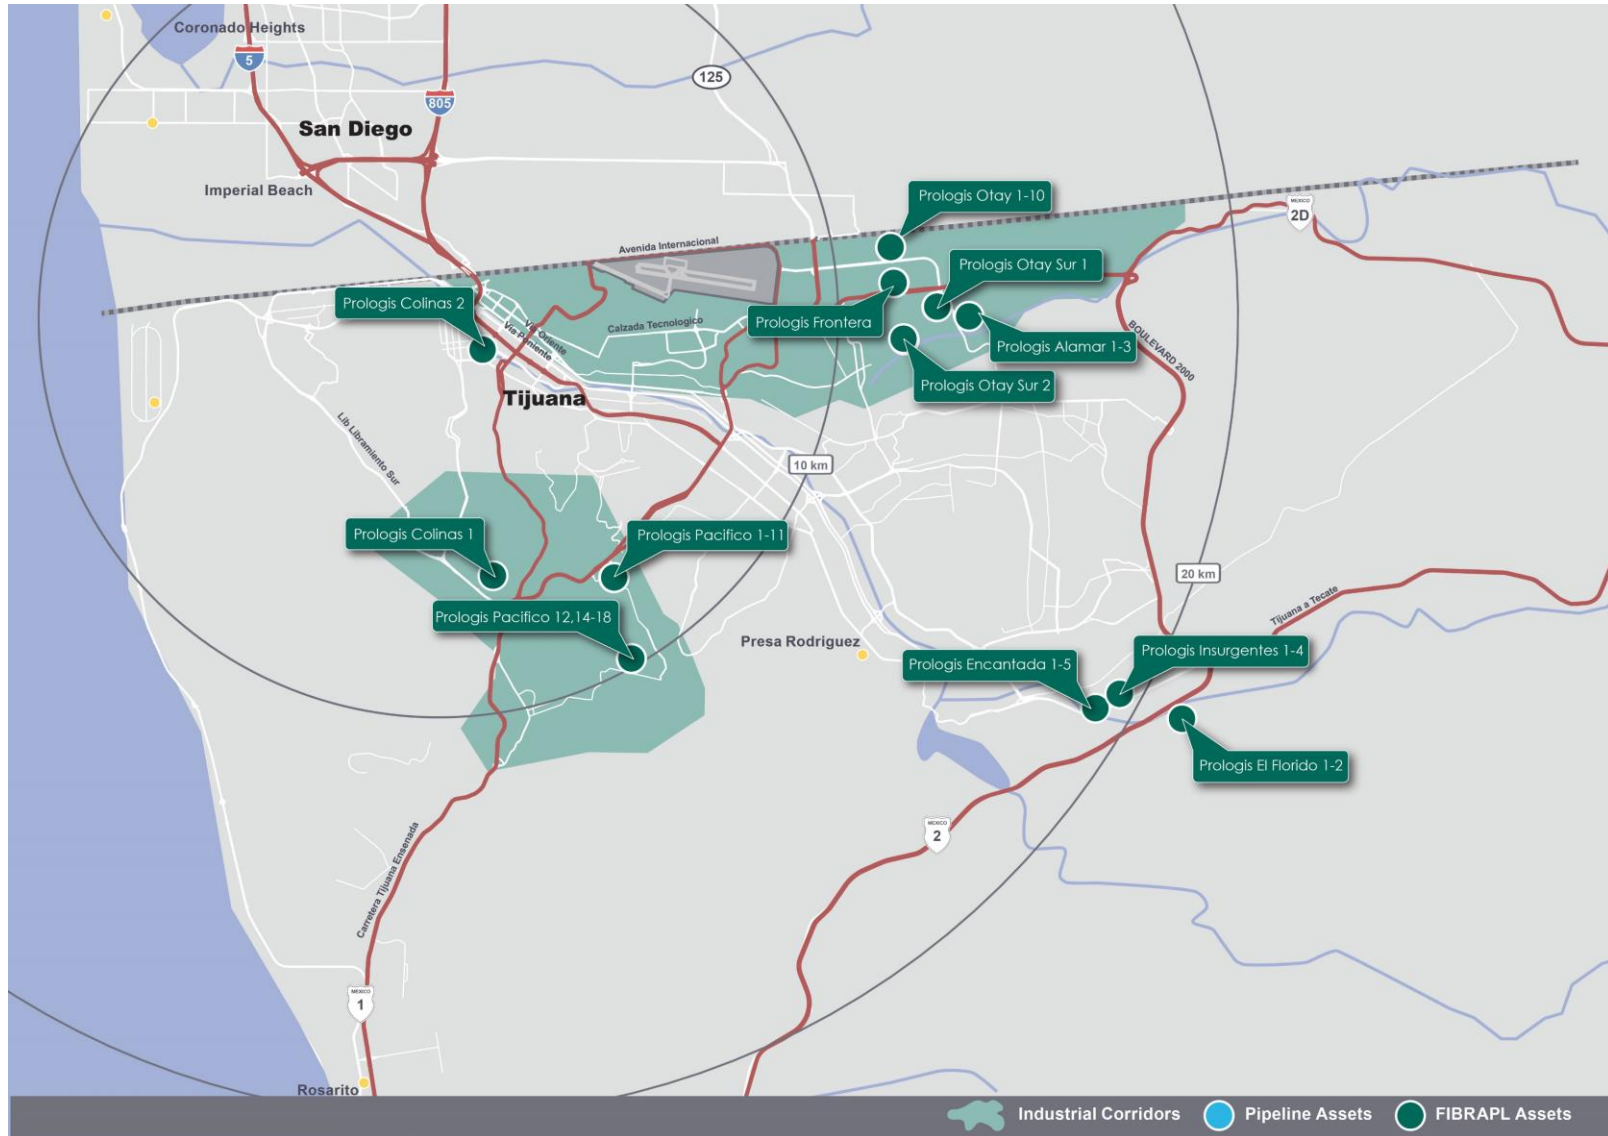 Coronado Heights
5
805
125
San Diego
Imperial Beach
Prologis Otay 1-10
MEXICO
2D
Avenida Internacional
Prologis Otay Sur 1
Prologis Colinas 2
Prologis Frontera
Calzada Tecnologico
Via Oriente
Via Poniente
Prologis Alamar 1-3
BOULEVARD 2000
Prologis Otay Sur 2
Tijuana
Lib Libramiento Sur
10 km
Prologis Colinas 1
Prologis Pacifico 1-11
20 km
Tijuana a Tecate
Prologis Pacifico 12,14-18
Presa Rodriguez
Prologis Insurgentes 1-4
Prologis Encantada 1-5
Prologis El Florido 1-2
MEXICO
2
Carretera Tijuana Ensenada
MEXICO
1
Rosarito
Industrial Corridors
Pipeline Assets
FIBRAPL Assets